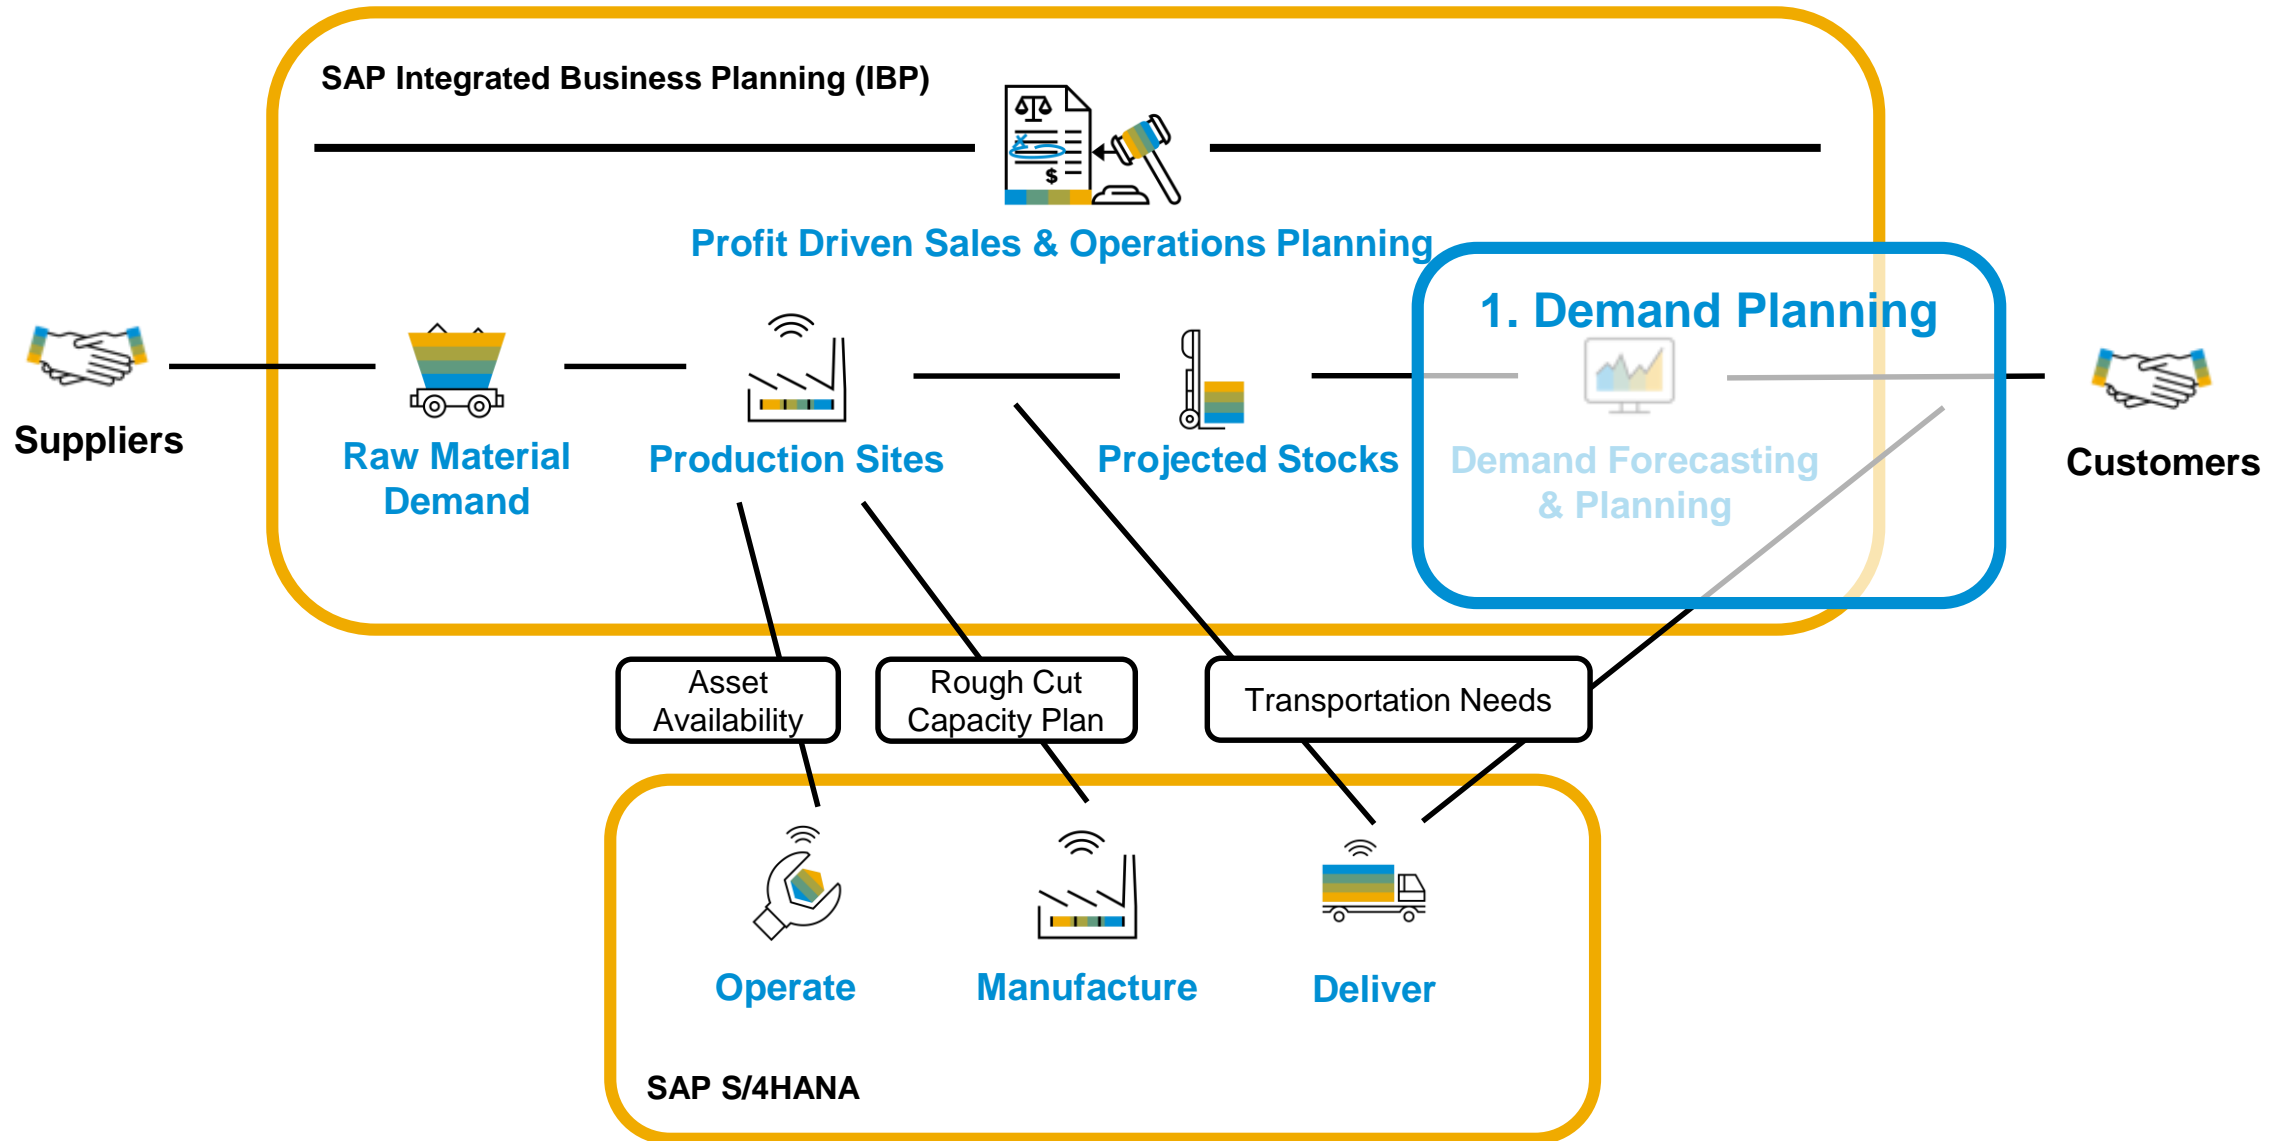 SAP Integrated Business Planning (IBP)
$
Profit Driven Sales & Operations Planning
1. Demand Planning
Suppliers
Raw Material
Demand
Production Sites
Projected Stocks
Demand Forecasting
& Planning
Customers
Asset
Availability
Rough Cut
Capacity Plan
Transportation Needs
Operate
Manufacture
Deliver
SAP S/4HANA